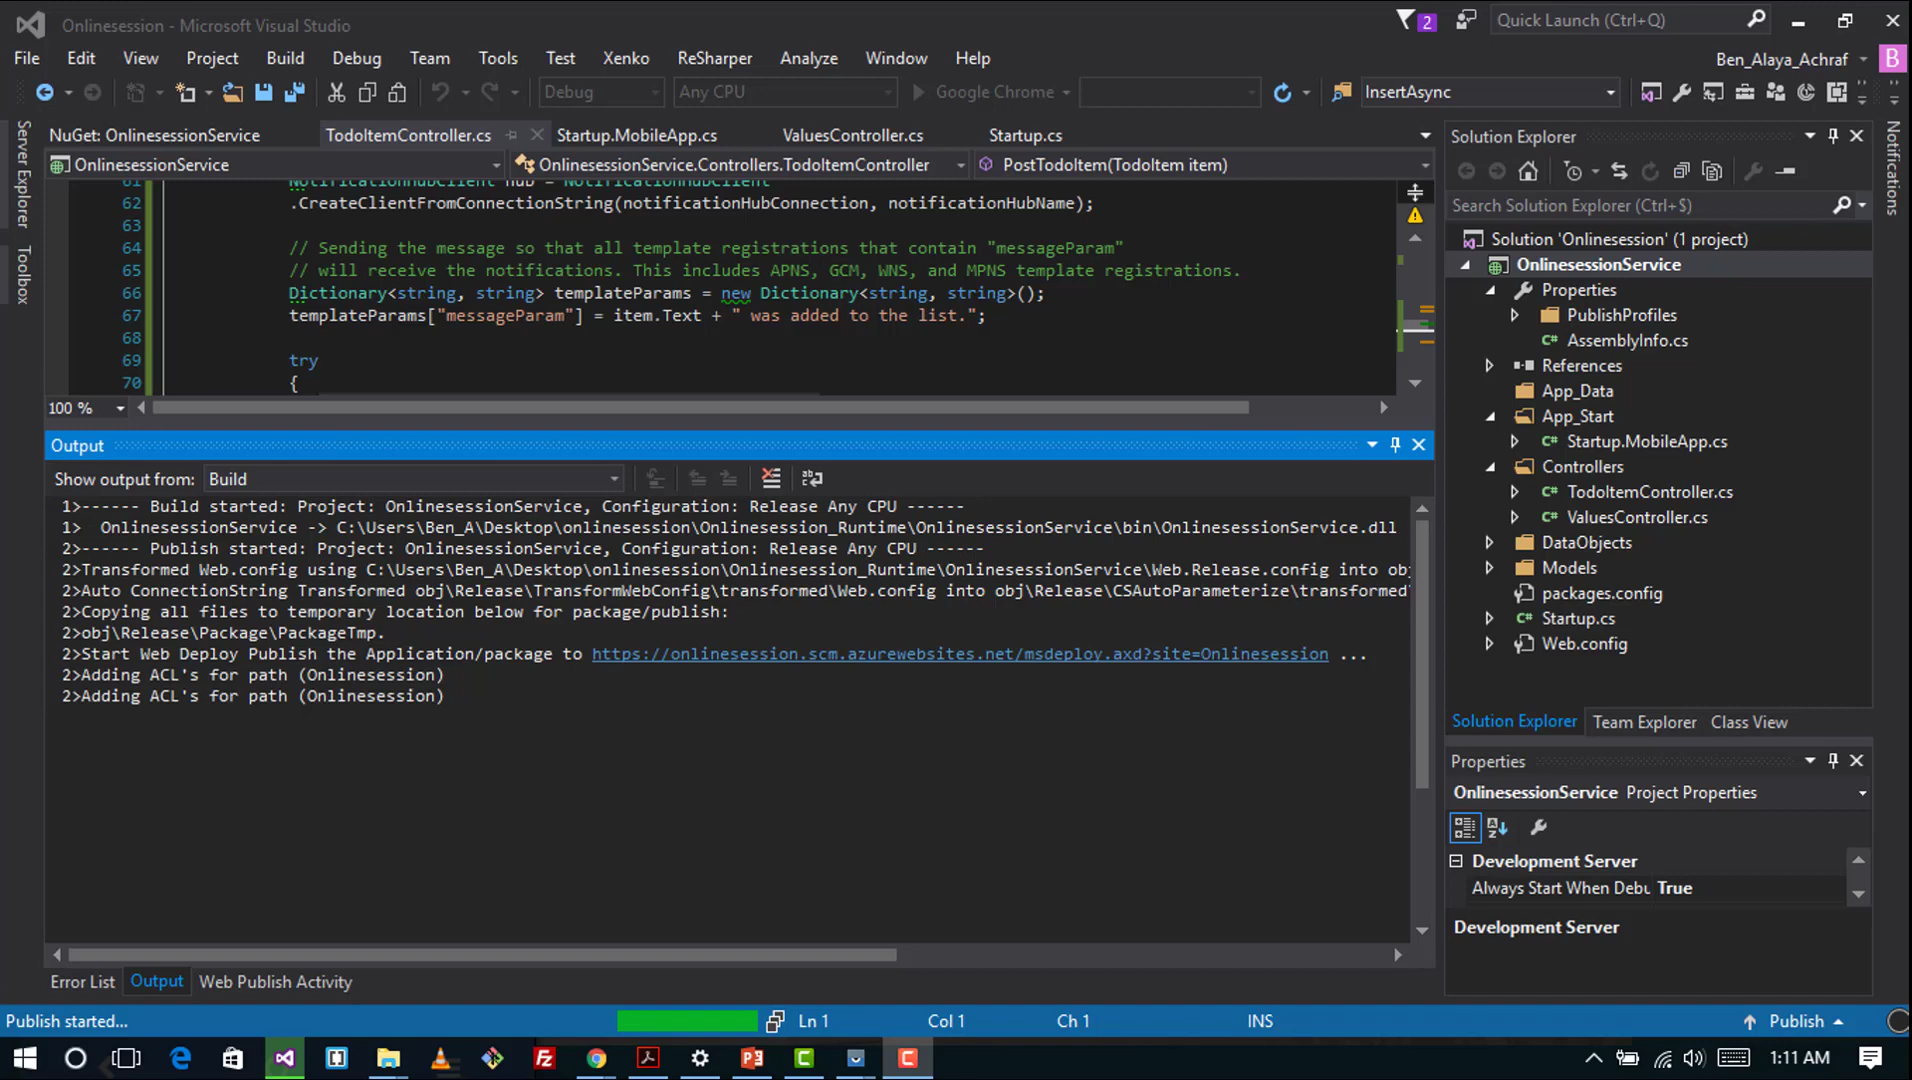 Onlinesession - Microsoft Visual Studio
2
Quick Launch (Ctrl+Q)
File Edit View Project Build Debug Team Tools Test Xenko ReSharper Analyze Window Help
Ben_Alaya_Achraf B
Debug Any CPU Google Chrome InsertAsync
Server Explorer
Toolbox
NuGet: OnlinesessionService TodoItemController.cs Startup.MobileApp.cs ValuesController.cs Startup.cs
OnlinesessionService OnlinesessionService.Controllers.TodoItemController PostTodoItem(TodoItem item)
61 NotificationHubClient hub = NotificationHubClient
62 .CreateClientFromConnectionString(notificationHubConnection, notificationHubName);
63
64 // Sending the message so that all template registrations that contain "messageParam"
65 // will receive the notifications. This includes APNS, GCM, WNS, and MPNS template registrations.
66 Dictionary<string, string> templateParams = new Dictionary<string, string>();
67 templateParams["messageParam"] = item.Text + " was added to the list.";
68
69 try
70 {
100 %
Output
Show output from: Build
1>------ Build started: Project: OnlinesessionService, Configuration: Release Any CPU ------
1>  OnlinesessionService -> C:\Users\Ben_A\Desktop\onlinesession\Onlinesession_Runtime\OnlinesessionService\bin\OnlinesessionService.dll
2>------ Publish started: Project: OnlinesessionService, Configuration: Release Any CPU ------
2>Transformed Web.config using C:\Users\Ben_A\Desktop\onlinesession\Onlinesession_Runtime\OnlinesessionService\Web.Release.config into obj
2>Auto ConnectionString Transformed obj\Release\TransformWebConfig\transformed\Web.config into obj\Release\CSAutoParameterize\transformed
2>Copying all files to temporary location below for package/publish:
2>obj\Release\Package\PackageTmp.
2>Start Web Deploy Publish the Application/package to https://onlinesession.scm.azurewebsites.net/msdeploy.axd?site=Onlinesession ...
2>Adding ACL's for path (Onlinesession)
2>Adding ACL's for path (Onlinesession)
Error List Output Web Publish Activity
Solution Explorer
Search Solution Explorer (Ctrl+$)
Solution 'Onlinesession' (1 project)
OnlinesessionService
Properties
PublishProfiles
C# AssemblyInfo.cs
References
App_Data
App_Start
C# Startup.MobileApp.cs
Controllers
C# TodoItemController.cs
C# ValuesController.cs
DataObjects
Models
packages.config
C# Startup.cs
Web.config
Solution Explorer Team Explorer Class View
Properties
OnlinesessionService Project Properties
Development Server
Always Start When Debu True
Development Server
Notifications
Publish started... Ln 1 Col 1 Ch 1 INS Publish
1:11 AM